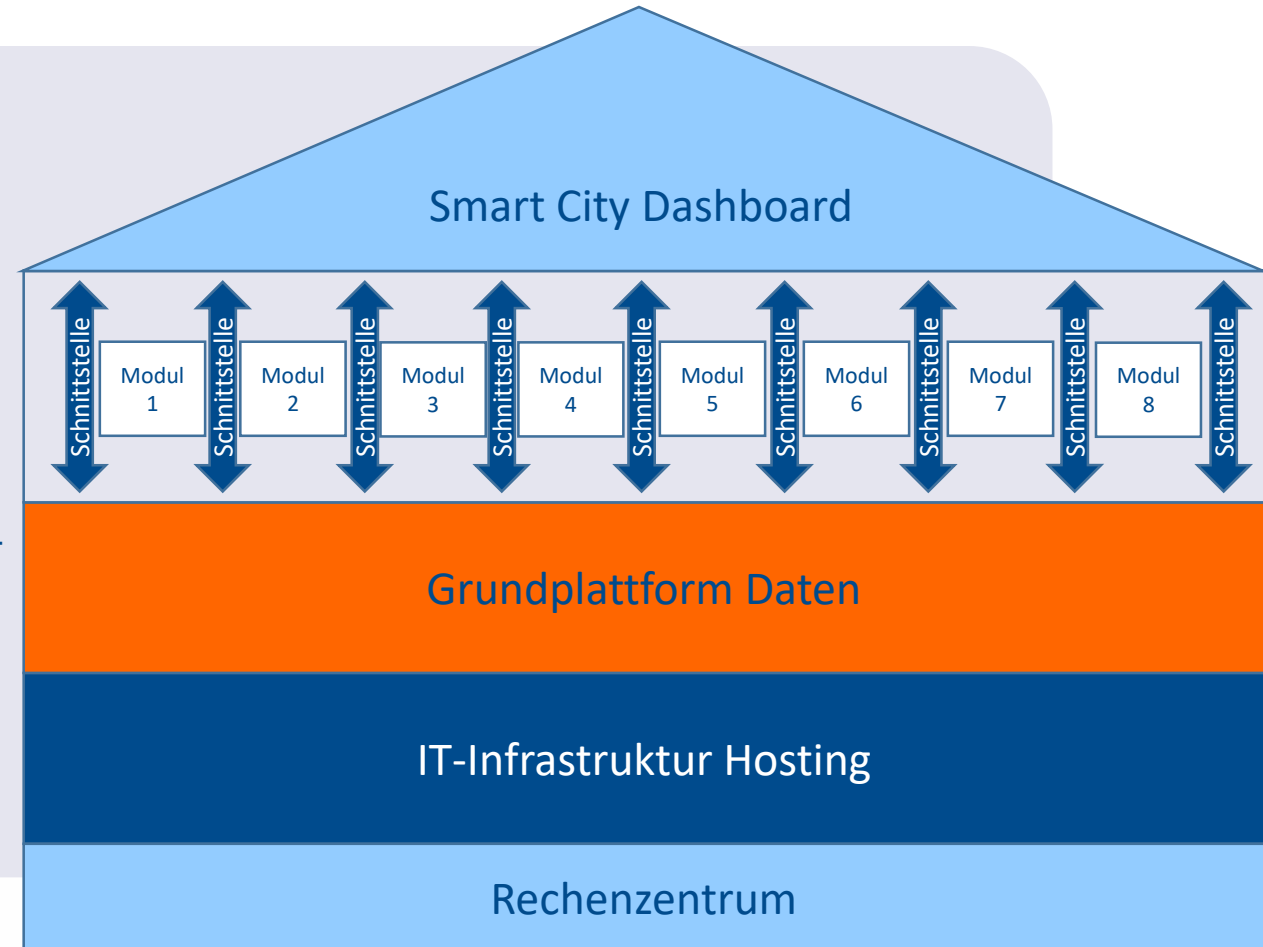 Smart City Dashboard
Schnittstelle
Modul
1
Schnittstelle
Modul
2
Schnittstelle
Modul
3
Schnittstelle
Modul
4
Schnittstelle
Modul
5
Schnittstelle
Modul
6
Schnittstelle
Modul
7
Schnittstelle
Modul
8
Schnittstelle
Grundplattform Daten
IT-Infrastruktur Hosting
Rechenzentrum